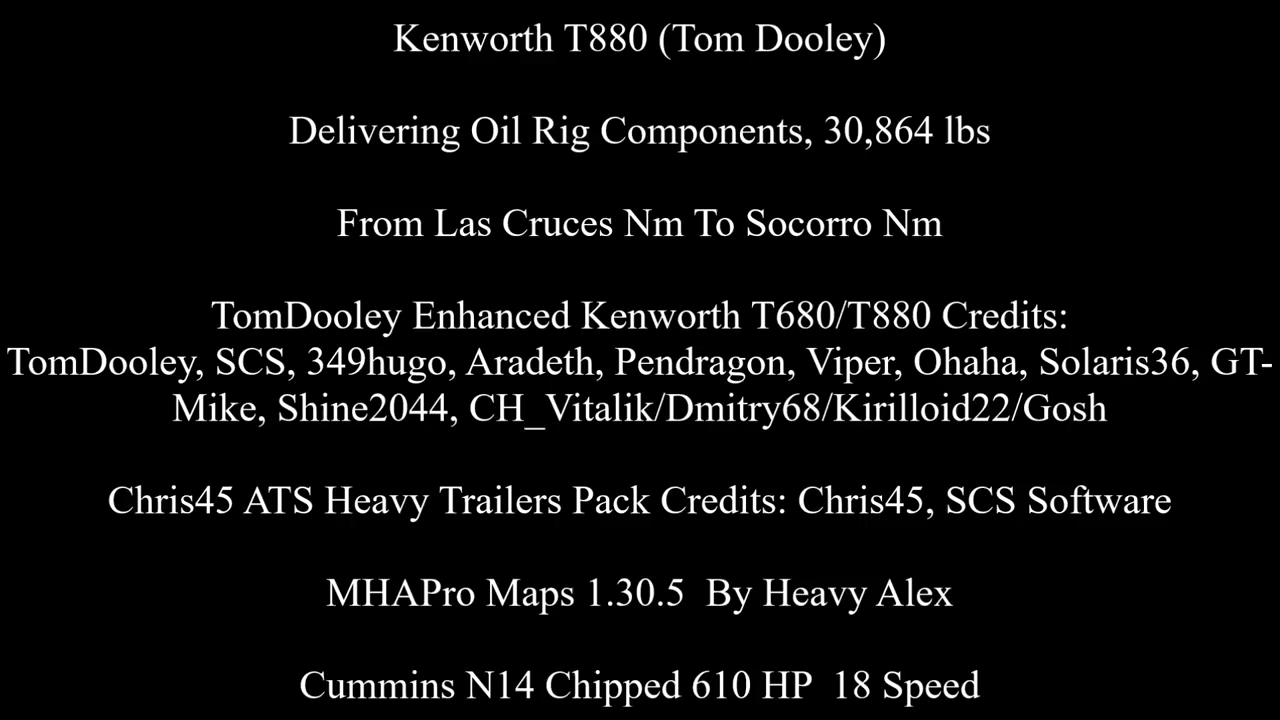 Kenworth T880 (Tom Dooley)
Delivering Oil Rig Components, 30,864 lbs
From Las Cruces Nm To Socorro Nm
TomDooley Enhanced Kenworth T680/T880 Credits:
TomDooley, SCS, 349hugo, Aradeth, Pendragon, Viper, Ohaha, Solaris36, GT-
Mike, Shine2044, CH_Vitalik/Dmitry68/Kirilloid22/Gosh
Chris45 ATS Heavy Trailers Pack Credits: Chris45, SCS Software
MHAPro Maps 1.30.5  By Heavy Alex
Cummins N14 Chipped 610 HP  18 Speed